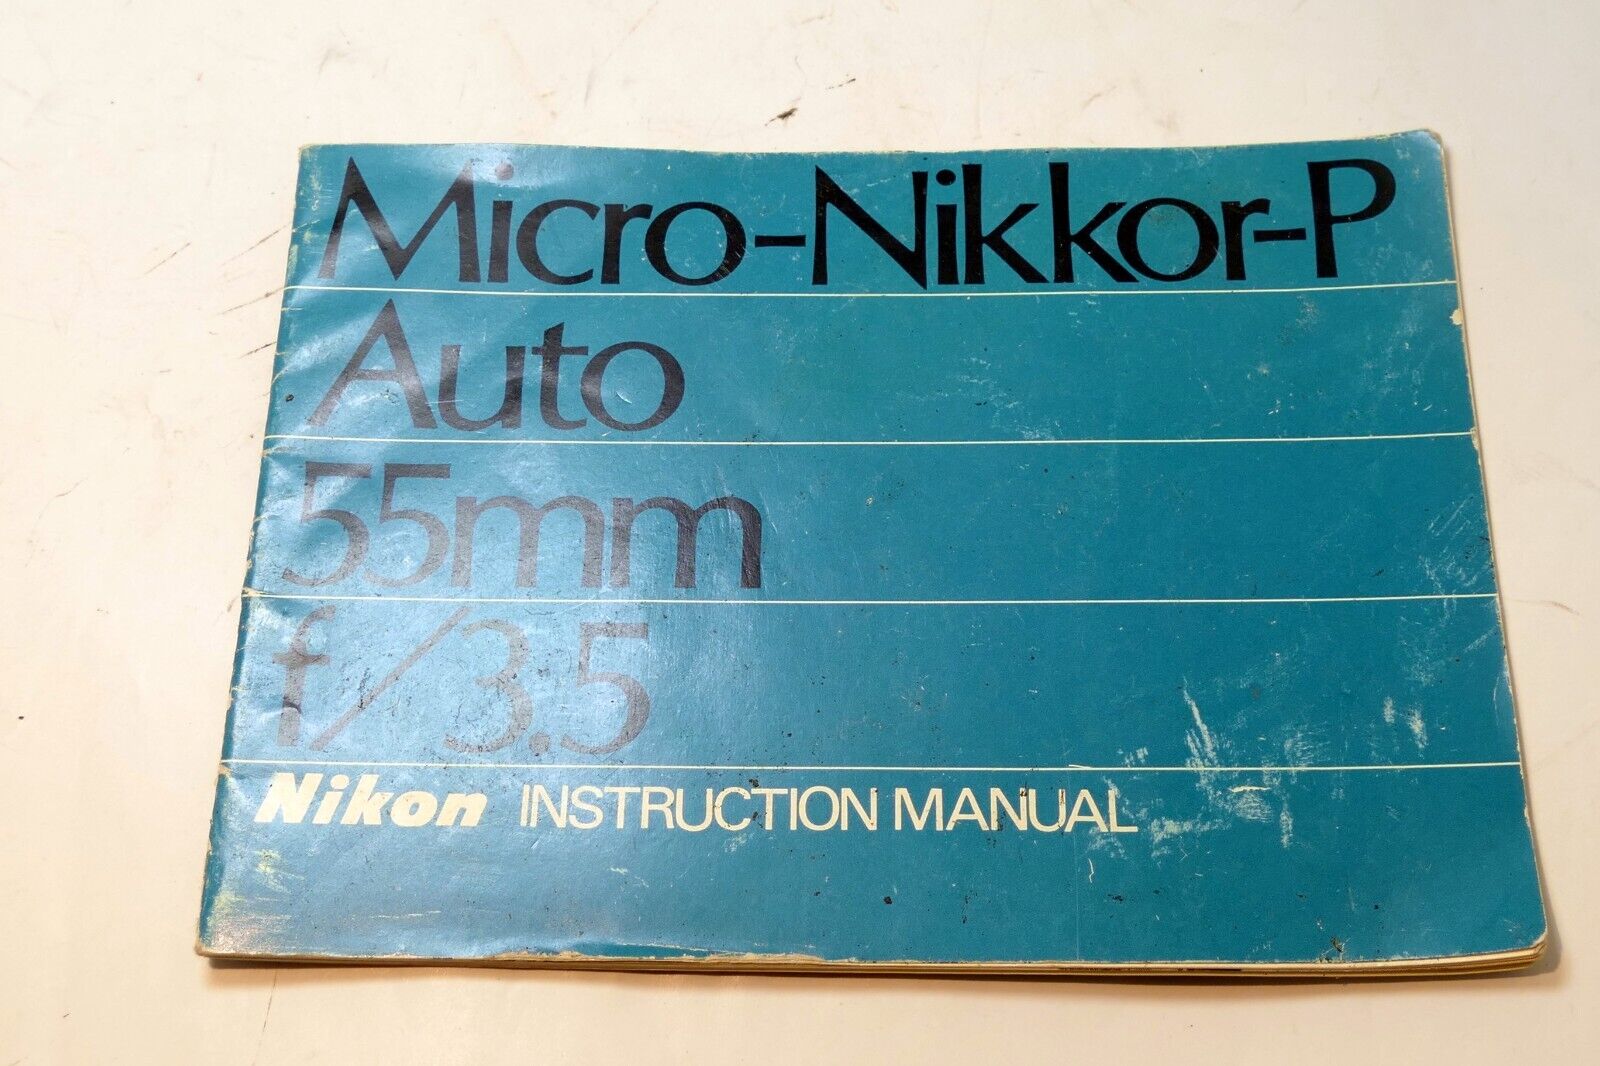 Micro-Nikkor-P
Auto
55mm
f/3.5
Nikon INSTRUCTION MANUAL